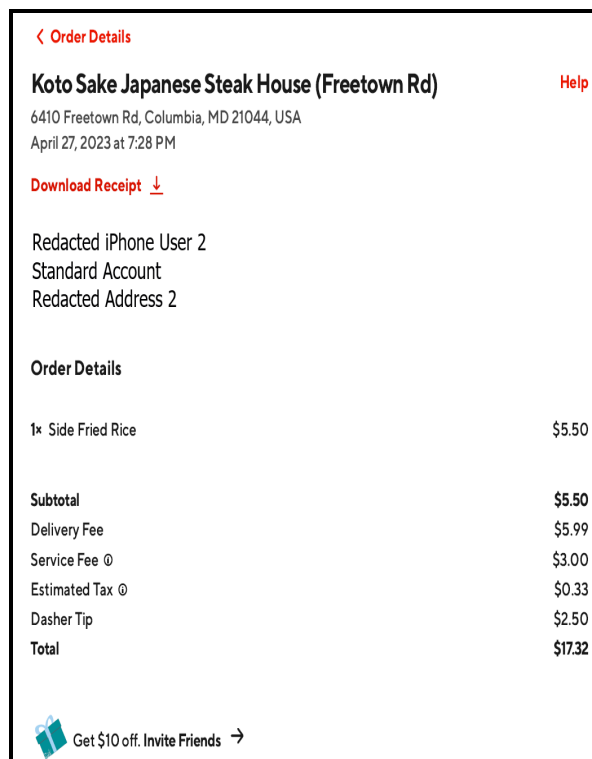 Order Details
Koto Sake Japanese Steak House (Freetown Rd) Help
6410 Freetown Rd, Columbia, MD 21044, USA
April 27, 2023 at 7:28 PM
Download Receipt
Redacted iPhone User 2
Standard Account
Redacted Address 2
Order Details
1× Side Fried Rice $5.50
Subtotal $5.50
Delivery Fee $5.99
Service Fee $3.00
Estimated Tax $0.33
Dasher Tip $2.50
Total $17.32
Get $10 off. Invite Friends →